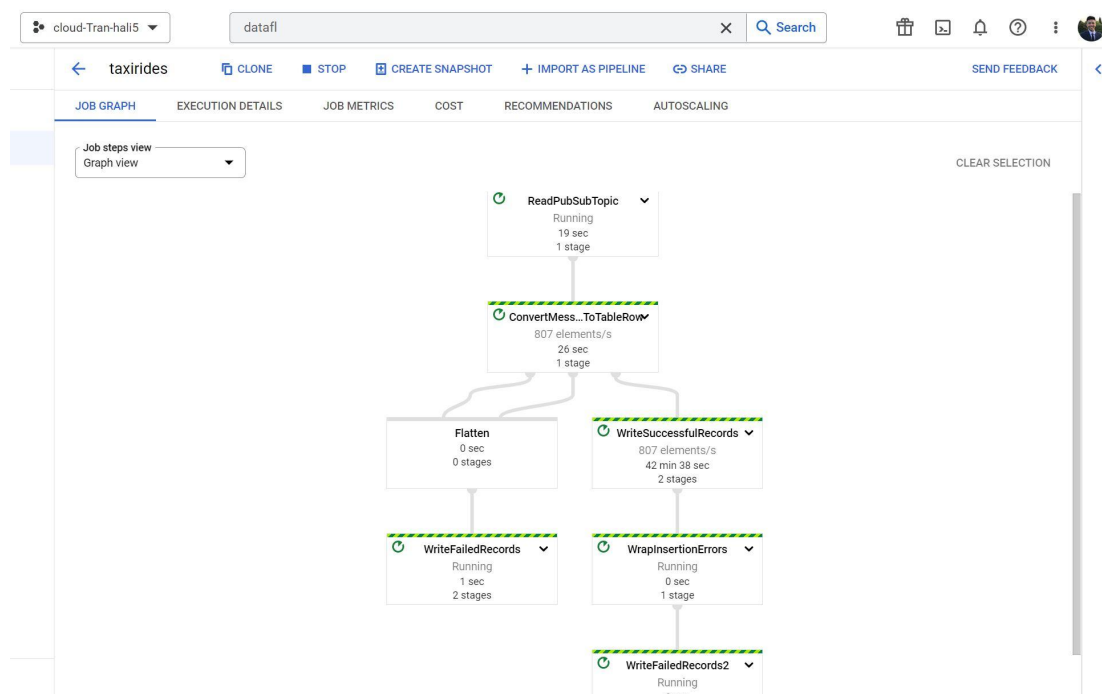 cloud-Tran-hali5
datafl
Search
taxirides
CLONE
STOP
CREATE SNAPSHOT
IMPORT AS PIPELINE
SHARE
SEND FEEDBACK
JOB GRAPH
EXECUTION DETAILS
JOB METRICS
COST
RECOMMENDATIONS
AUTOSCALING
Job steps view
Graph view
CLEAR SELECTION
ReadPubSubTopic
Running
19 sec
1 stage
ConvertMess...ToTableRow
807 elements/s
26 sec
1 stage
Flatten
0 sec
0 stages
WriteSuccessfulRecords
807 elements/s
42 min 38 sec
2 stages
WriteFailedRecords
Running
1 sec
2 stages
WrapInsertionErrors
Running
0 sec
1 stage
WriteFailedRecords2
Running